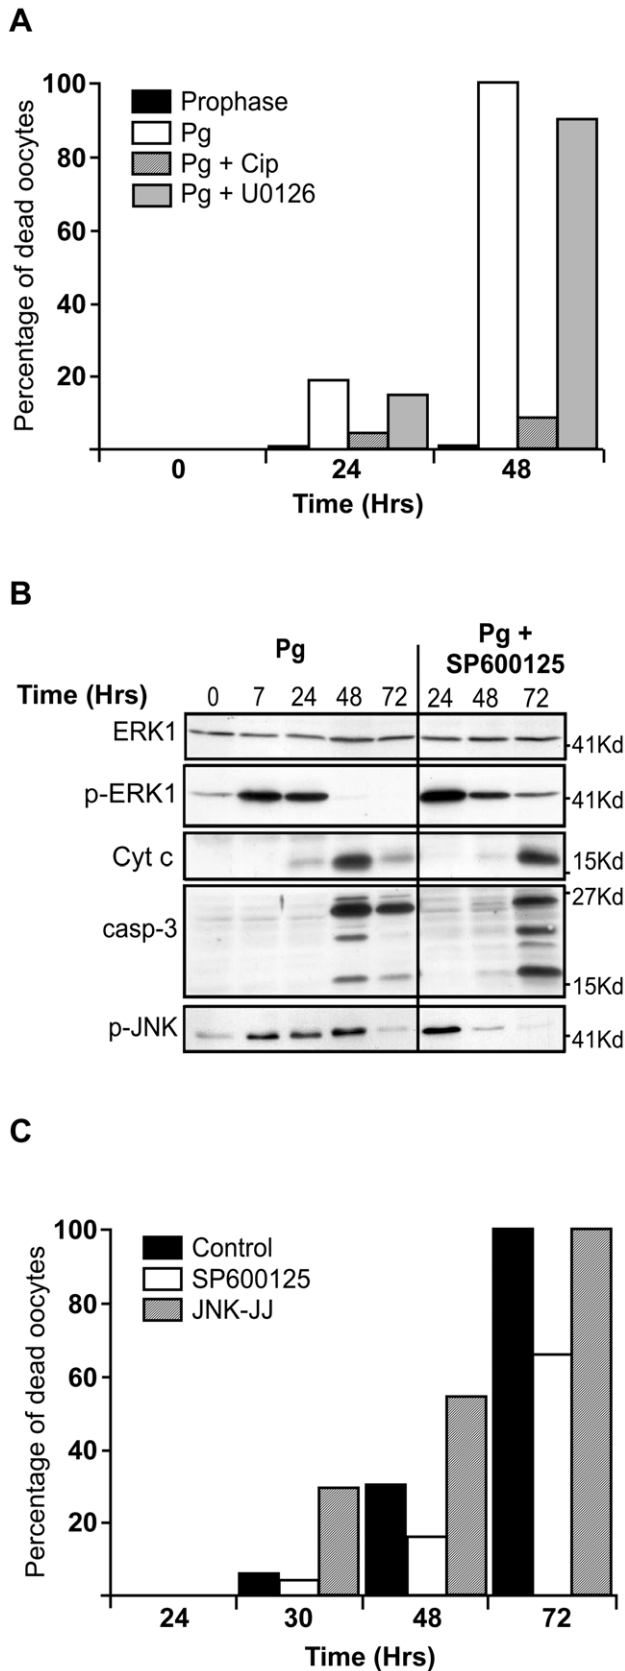 A
100
80
60
40
20
Percentage of dead oocytes
Prophase
Pg
Pg + Cip
Pg + U0126
0 24 48
Time (Hrs)
B
Pg
Pg +
SP600125
Time (Hrs) 0 7 24 48 72 24 48 72
ERK1 41Kd
p-ERK1 41Kd
Cyt c 15Kd
casp-3 27Kd
15Kd
p-JNK 41Kd
C
100
80
60
40
20
Percentage of dead oocytes
Control
SP600125
JNK-JJ
24 30 48 72
Time (Hrs)